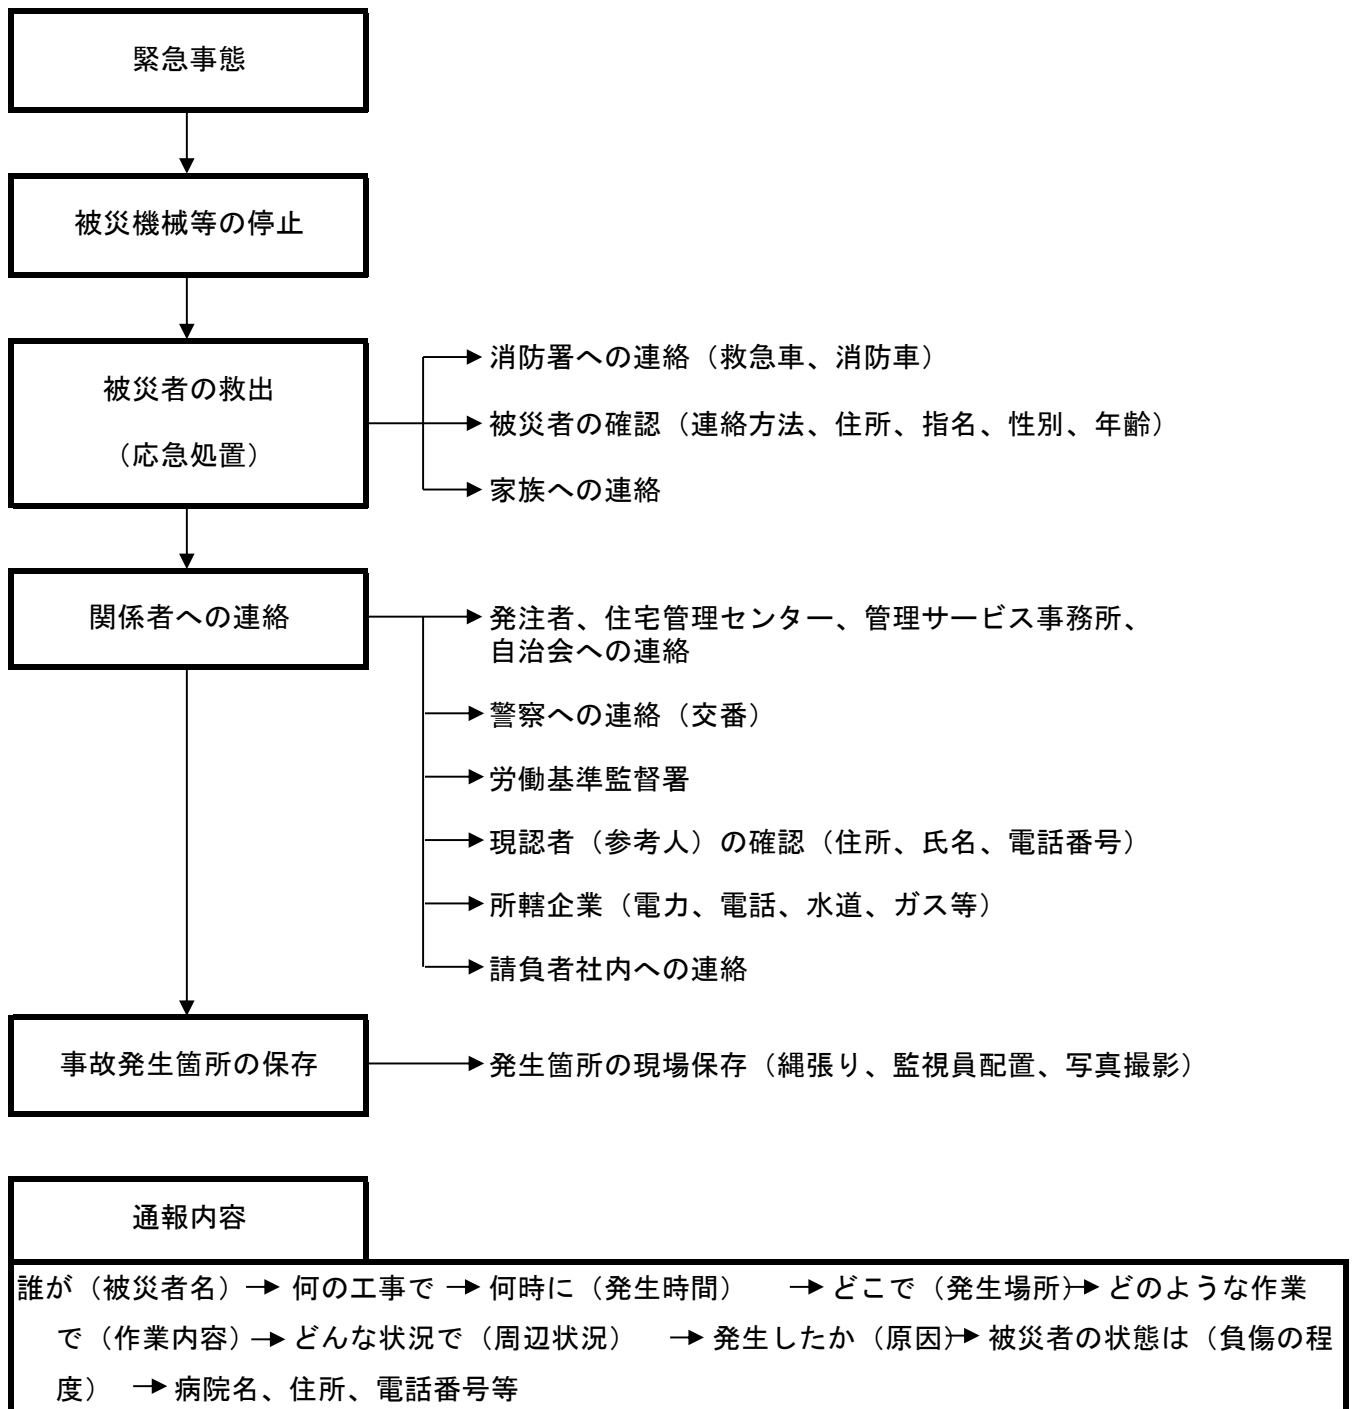 緊急事態
被災機械等の停止
被災者の救出
（応急処置）
消防署への連絡（救急車、消防車）
被災者の確認（連絡方法、住所、指名、性別、年齢）
家族への連絡
関係者への連絡
発注者、住宅管理センター、管理サービス事務所、
自治会への連絡
警察への連絡（交番）
労働基準監督署
現認者（参考人）の確認（住所、氏名、電話番号）
所轄企業（電力、電話、水道、ガス等）
請負者社内への連絡
事故発生箇所の保存
発生箇所の現場保存（縄張り、監視員配置、写真撮影）
通報内容
誰が（被災者名）→ 何の工事で → 何時に（発生時間） → どこで（発生場所）→ どのような作業
で（作業内容）→ どんな状況で（周辺状況） → 発生したか（原因）→ 被災者の状態は（負傷の程
度） → 病院名、住所、電話番号等